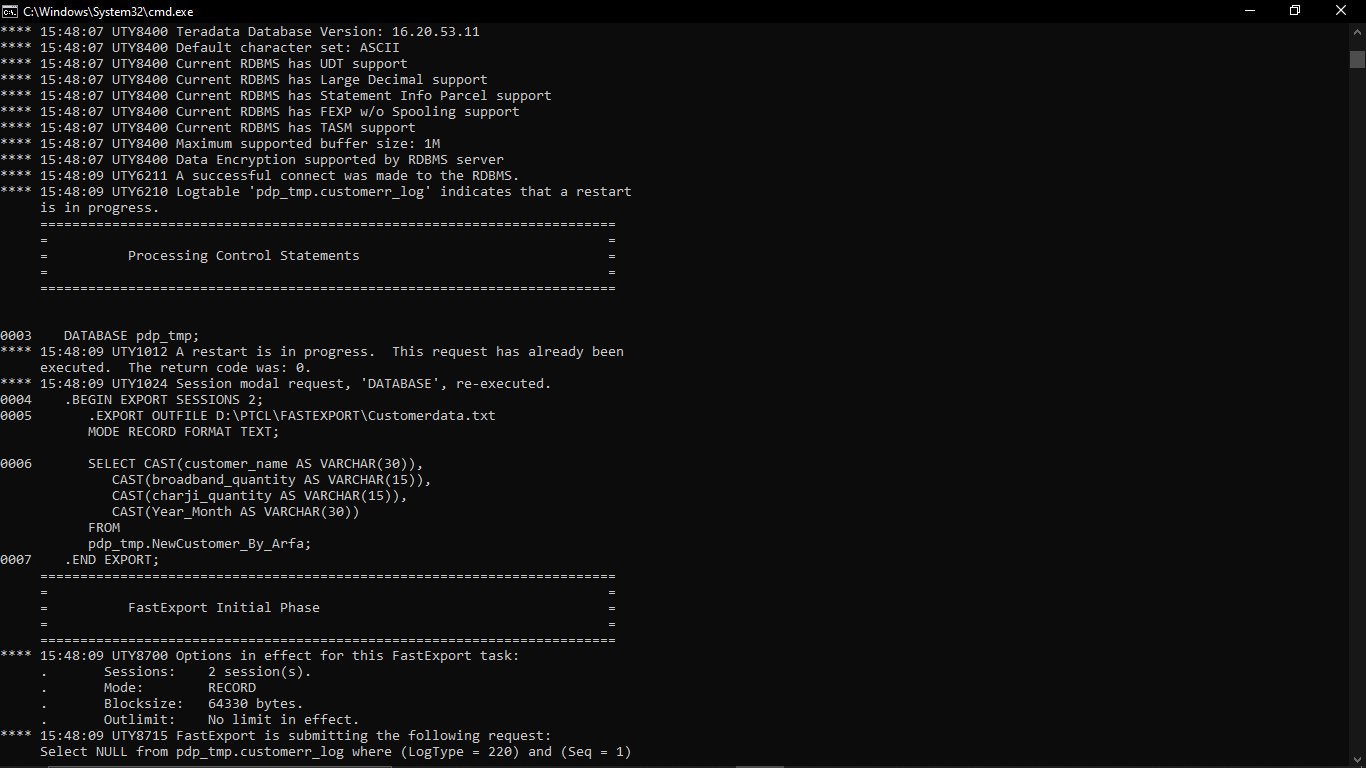 C:\Windows\System32\cmd.exe
**** 15:48:07 UTY8400 Teradata Database Version: 16.20.53.11
**** 15:48:07 UTY8400 Default character set: ASCII
**** 15:48:07 UTY8400 Current RDBMS has UDT support
**** 15:48:07 UTY8400 Current RDBMS has Large Decimal support
**** 15:48:07 UTY8400 Current RDBMS has Statement Info Parcel support
**** 15:48:07 UTY8400 Current RDBMS has FEXP w/o Spooling support
**** 15:48:07 UTY8400 Current RDBMS has TASM support
**** 15:48:07 UTY8400 Maximum supported buffer size: 1M
**** 15:48:07 UTY8400 Data Encryption supported by RDBMS server
**** 15:48:09 UTY6211 A successful connect was made to the RDBMS.
**** 15:48:09 UTY6210 Logtable 'pdp_tmp.customerr_log' indicates that a restart
     is in progress.
     ========================================================================
     =                                                                      =
     =          Processing Control Statements                               =
     =                                                                      =
     ========================================================================
0003    DATABASE pdp_tmp;
**** 15:48:09 UTY1012 A restart is in progress.  This request has already been
     executed.  The return code was: 0.
**** 15:48:09 UTY1024 Session modal request, 'DATABASE', re-executed.
0004    .BEGIN EXPORT SESSIONS 2;
0005       .EXPORT OUTFILE D:\PTCL\FASTEXPORT\Customerdata.txt
           MODE RECORD FORMAT TEXT;
0006       SELECT CAST(customer_name AS VARCHAR(30)),
              CAST(broadband_quantity AS VARCHAR(15)),
              CAST(charji_quantity AS VARCHAR(15)),
              CAST(Year_Month AS VARCHAR(30))
           FROM
           pdp_tmp.NewCustomer_By_Arfa;
0007    .END EXPORT;
     ========================================================================
     =                                                                      =
     =          FastExport Initial Phase                                    =
     =                                                                      =
     ========================================================================
**** 15:48:09 UTY8700 Options in effect for this FastExport task:
     .       Sessions:    2 session(s).
     .       Mode:        RECORD
     .       Blocksize:   64330 bytes.
     .       Outlimit:    No limit in effect.
**** 15:48:09 UTY8715 FastExport is submitting the following request:
     Select NULL from pdp_tmp.customerr_log where (LogType = 220) and (Seq = 1)